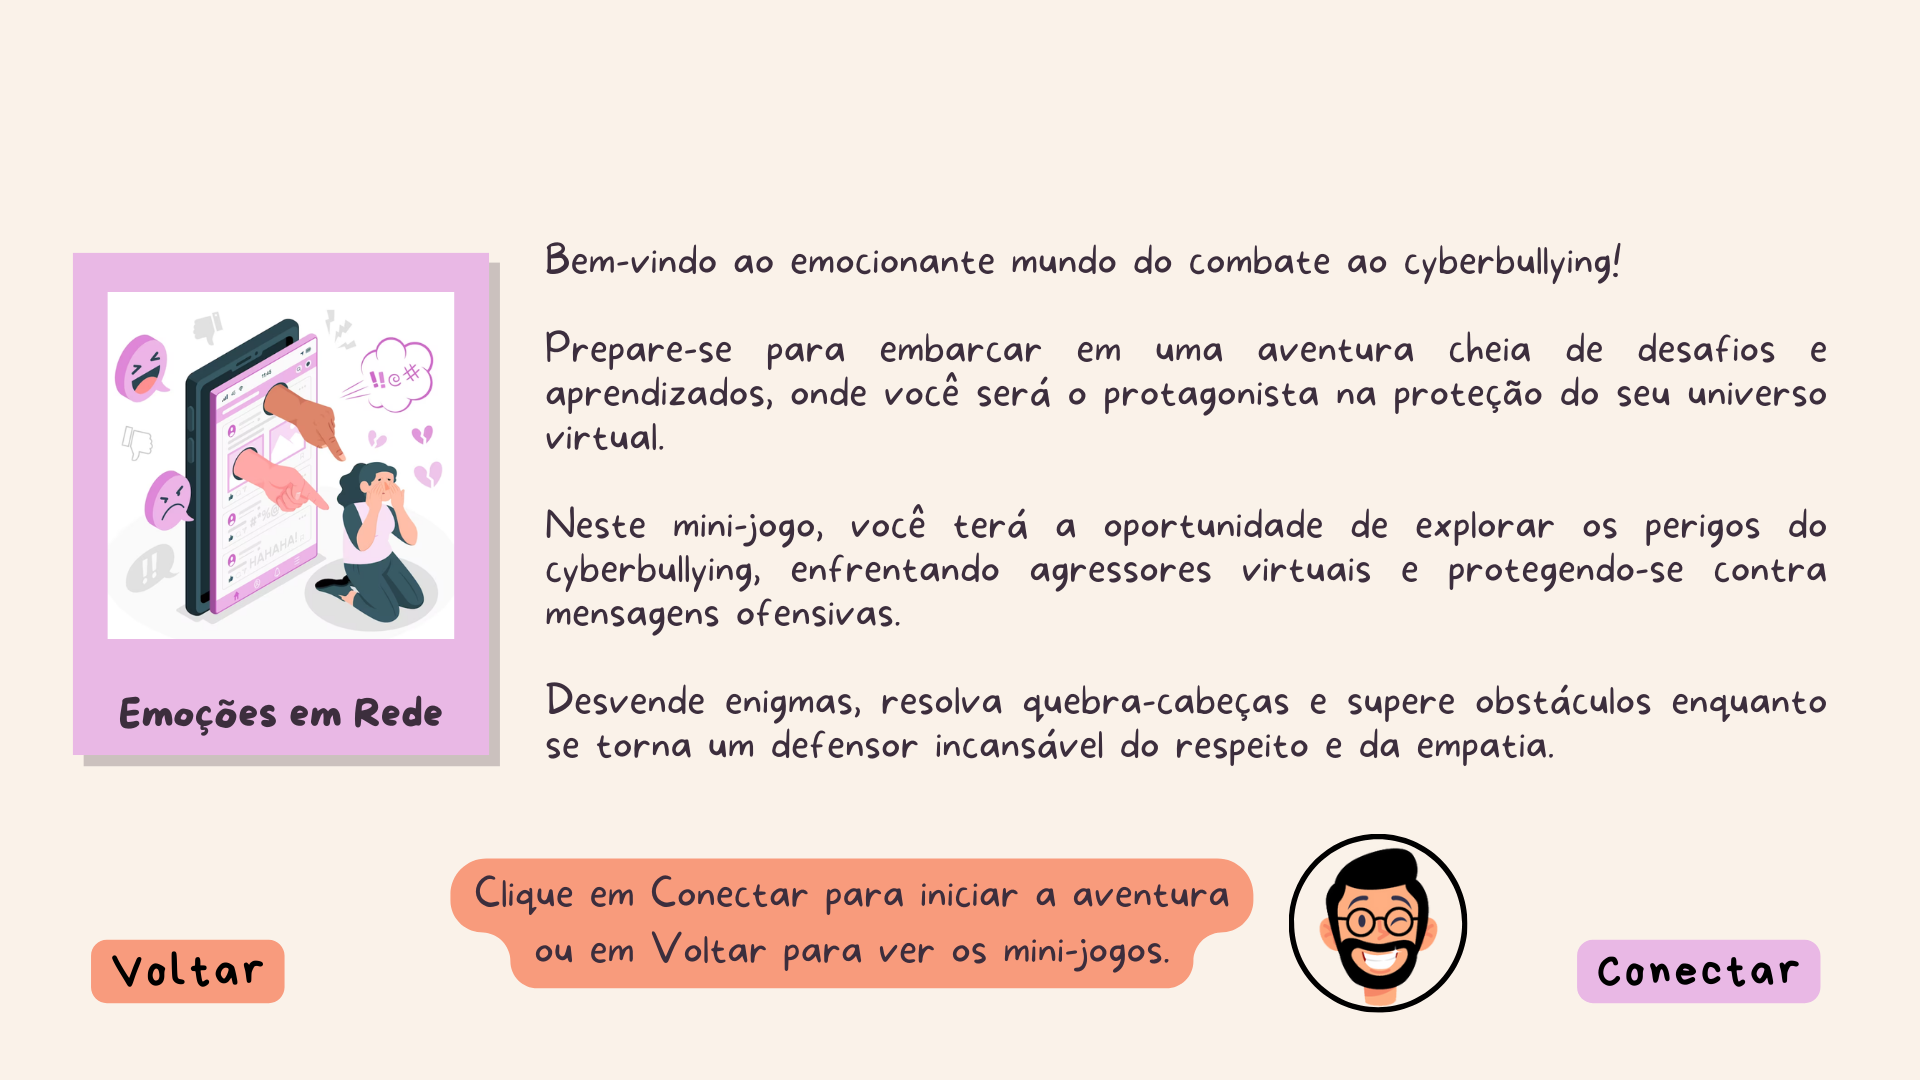 Bem-vindo ao emocionante mundo do combate ao cyberbullying!
Prepare-se para embarcar em uma aventura cheia de desafios e
aprendizados, onde você será o protagonista na proteção do seu universo
virtual.
Neste mini-jogo, você terá a oportunidade de explorar os perigos do
cyberbullying, enfrentando agressores virtuais e protegendo-se contra
mensagens ofensivas.
Desvende enigmas, resolva quebra-cabeças e supere obstáculos enquanto
se torna um defensor incansável do respeito e da empatia.
!!@#
#*%@
HAHAHA!
!!
Emoções em Rede
Clique em Conectar para iniciar a aventura
ou em Voltar para ver os mini-jogos.
Voltar
Conectar